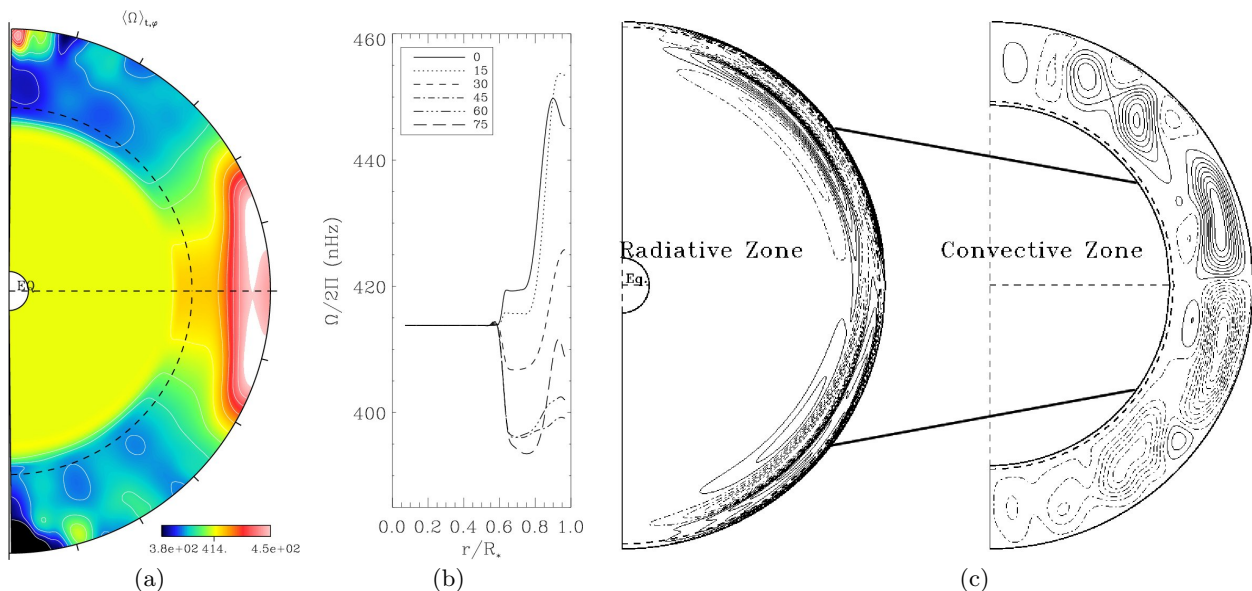 ⟨Ω⟩t,φ
EQ
3.8e+02 414. 4.5e+02
(a)
460
440
420
400
Ω/2Π (nHz)
0
15
30
45
60
75
0.0 0.2 0.4 0.6 0.8 1.0
r/R*
(b)
Radiative Zone
Eq.
Convective Zone
(c)